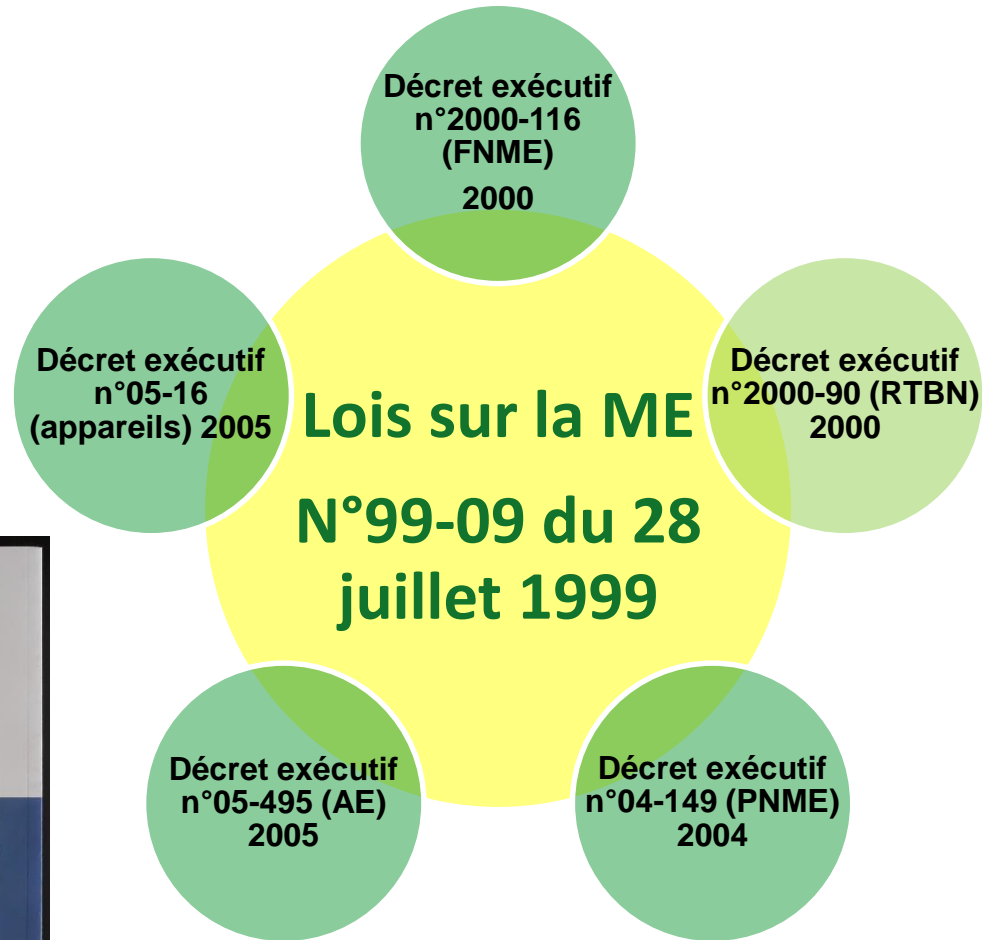 Décret exécutif
n°2000-116
(FNME)
2000
Décret exécutif
n°05-16
(appareils) 2005
Décret exécutif
n°2000-90 (RTBN)
2000
Lois sur la ME
N°99-09 du 28
juillet 1999
Décret exécutif
n°05-495 (AE)
2005
Décret exécutif
n°04-149 (PNME)
2004